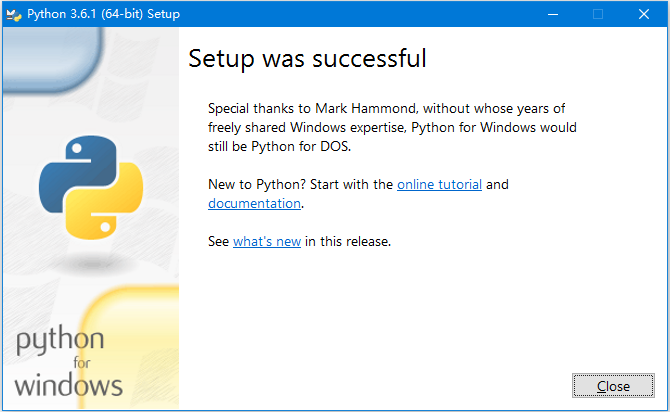 Python 3.6.1 (64-bit) Setup
Setup was successful
Special thanks to Mark Hammond, without whose years of
freely shared Windows expertise, Python for Windows would
still be Python for DOS.
New to Python? Start with the online tutorial and
documentation.
See what's new in this release.
python
for
windows
Close